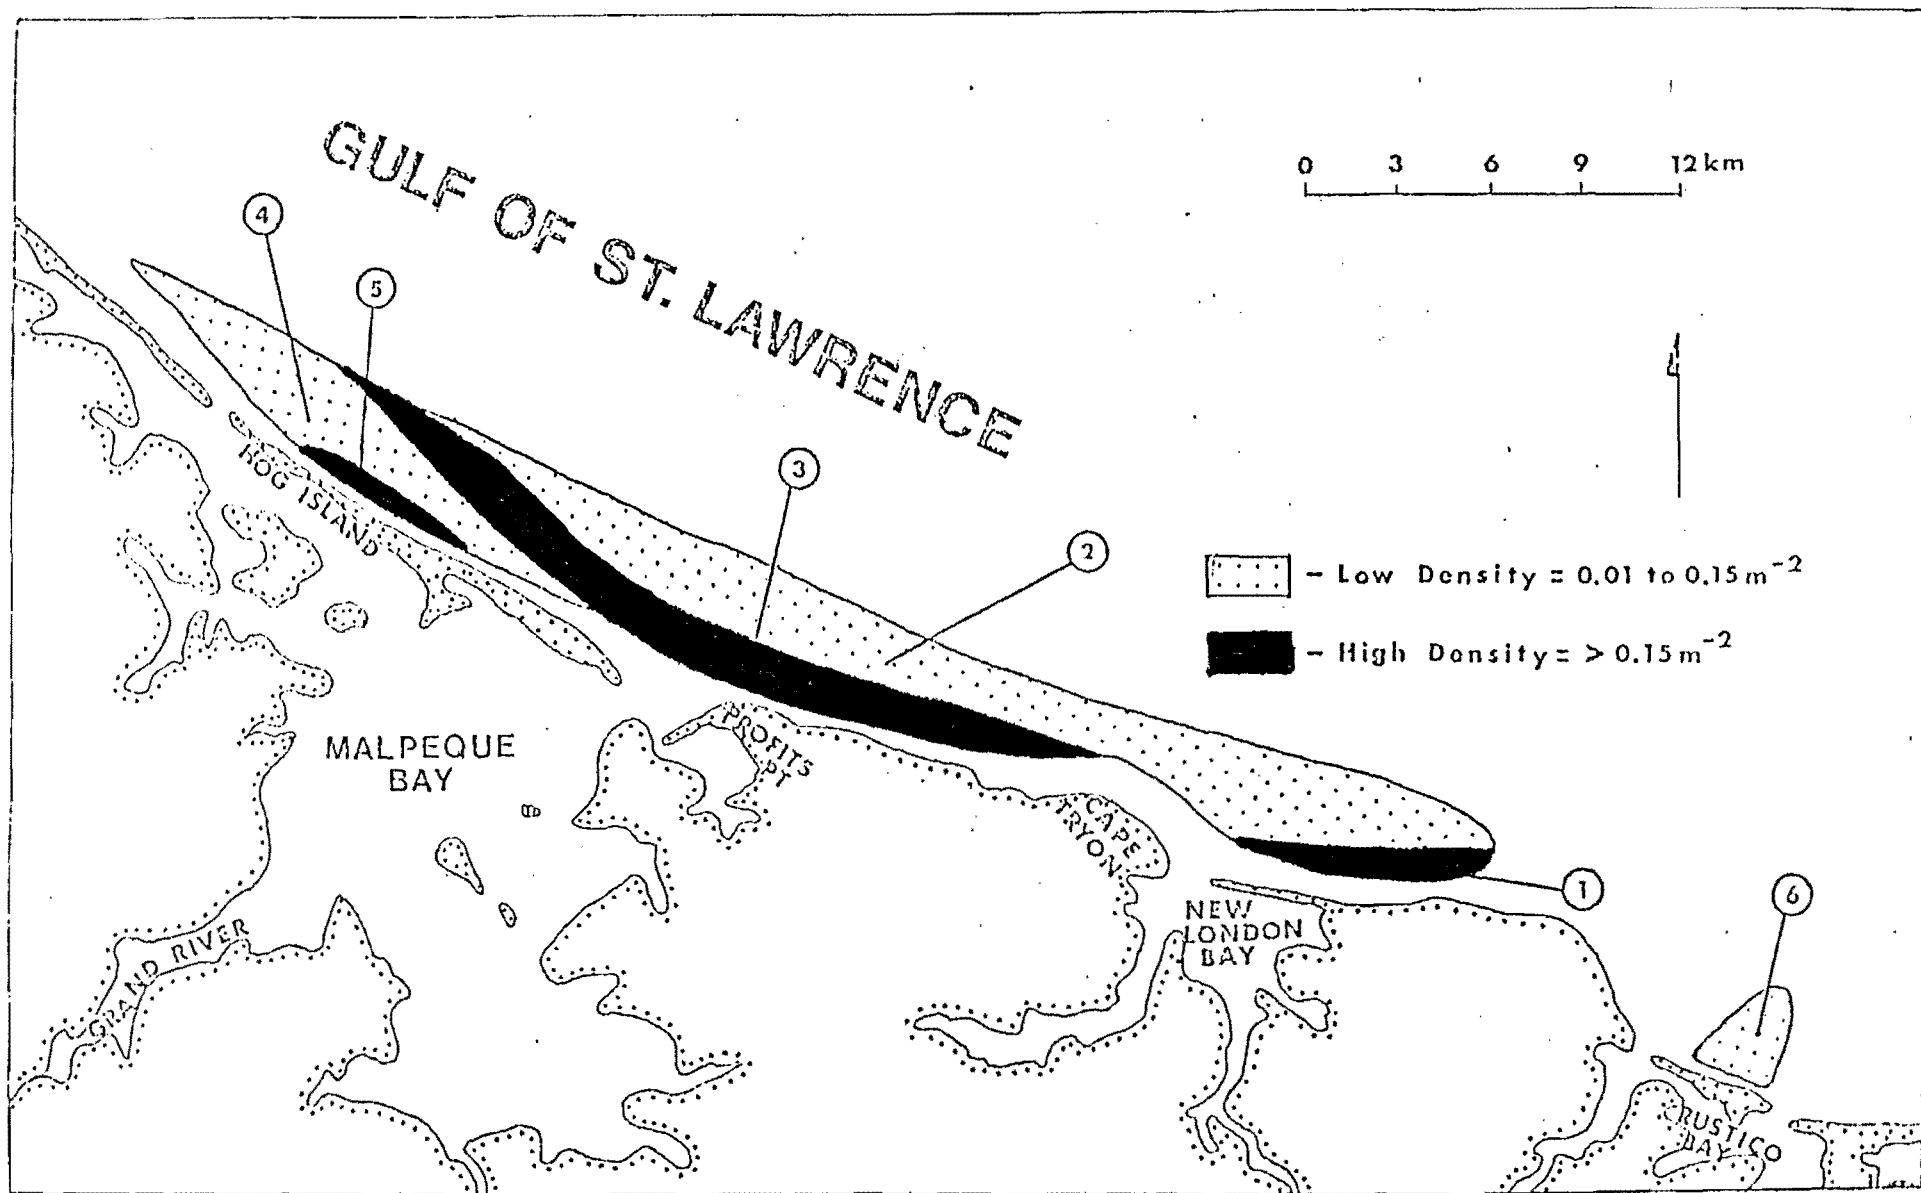 GULF OF ST. LAWRENCE
0 3 6 9 12 km
4
5
3
2
– Low Density = 0.01 to 0.15 m⁻²
– High Density = > 0.15 m⁻²
HOG ISLAND
MALPEQUE
BAY
PROFITS
PT
CAPE
TRYON
1
6
NEW
LONDON
BAY
GRAND RIVER
RUSTICO
BAY